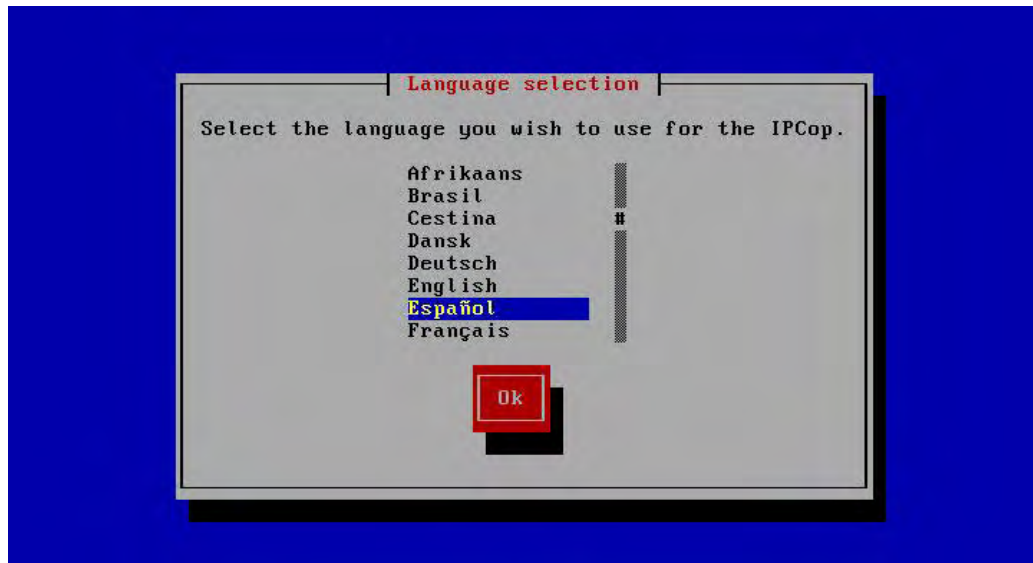 Language selection
Select the language you wish to use for the IPCop.
Afrikaans
Brasil
Cestina
#
Dansk
Deutsch
English
Español
Français
Ok